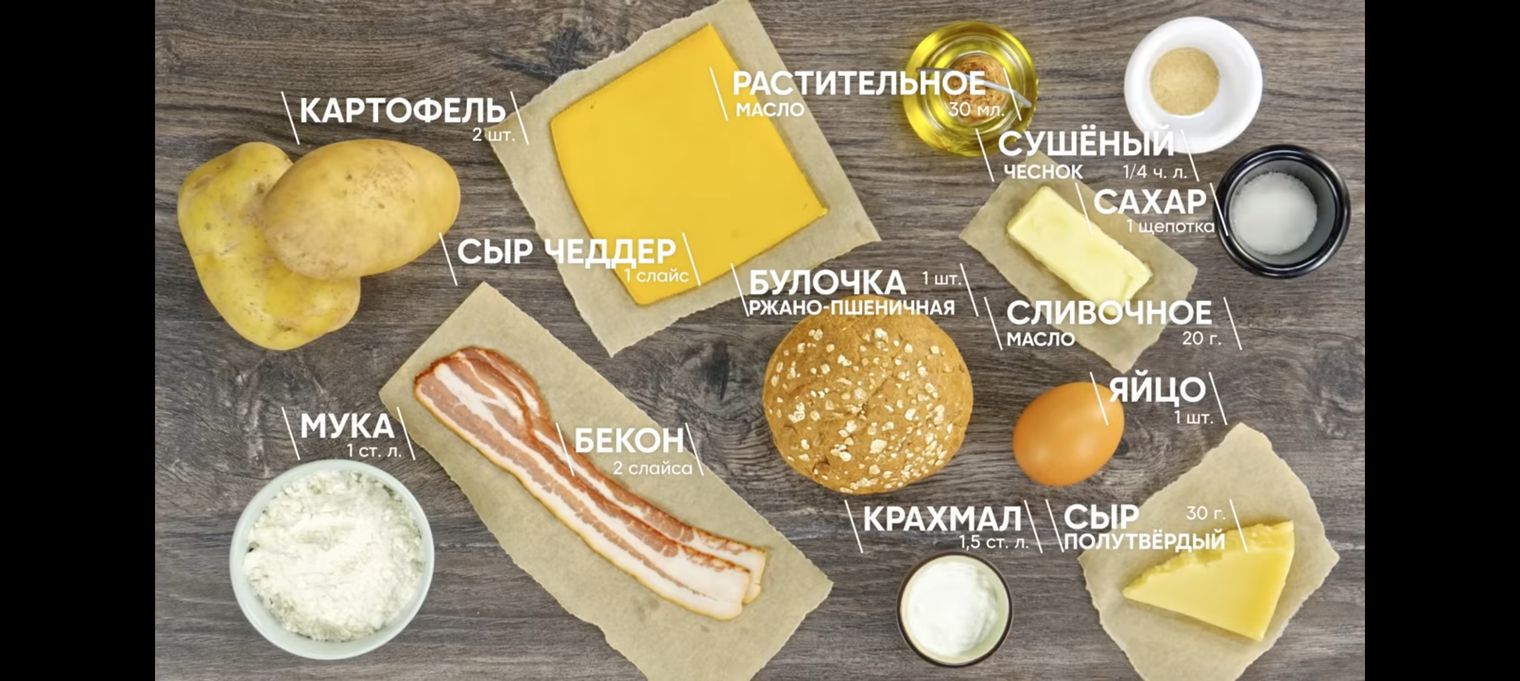 КАРТОФЕЛЬ
2 шт.
РАСТИТЕЛЬНОЕ
МАСЛО 30 мл.
СУШЁНЫЙ
ЧЕСНОК 1/4 ч. л.
САХАР
1 щепотка
СЫР ЧЕДДЕР
1 слайс
БУЛОЧКА 1 шт.
РЖАНО-ПШЕНИЧНАЯ
СЛИВОЧНОЕ
МАСЛО 20 г.
ЯЙЦО
1 шт.
МУКА
1 ст. л.
БЕКОН
2 слайса
КРАХМАЛ
1,5 ст. л.
СЫР 30 г.
ПОЛУТВЁРДЫЙ